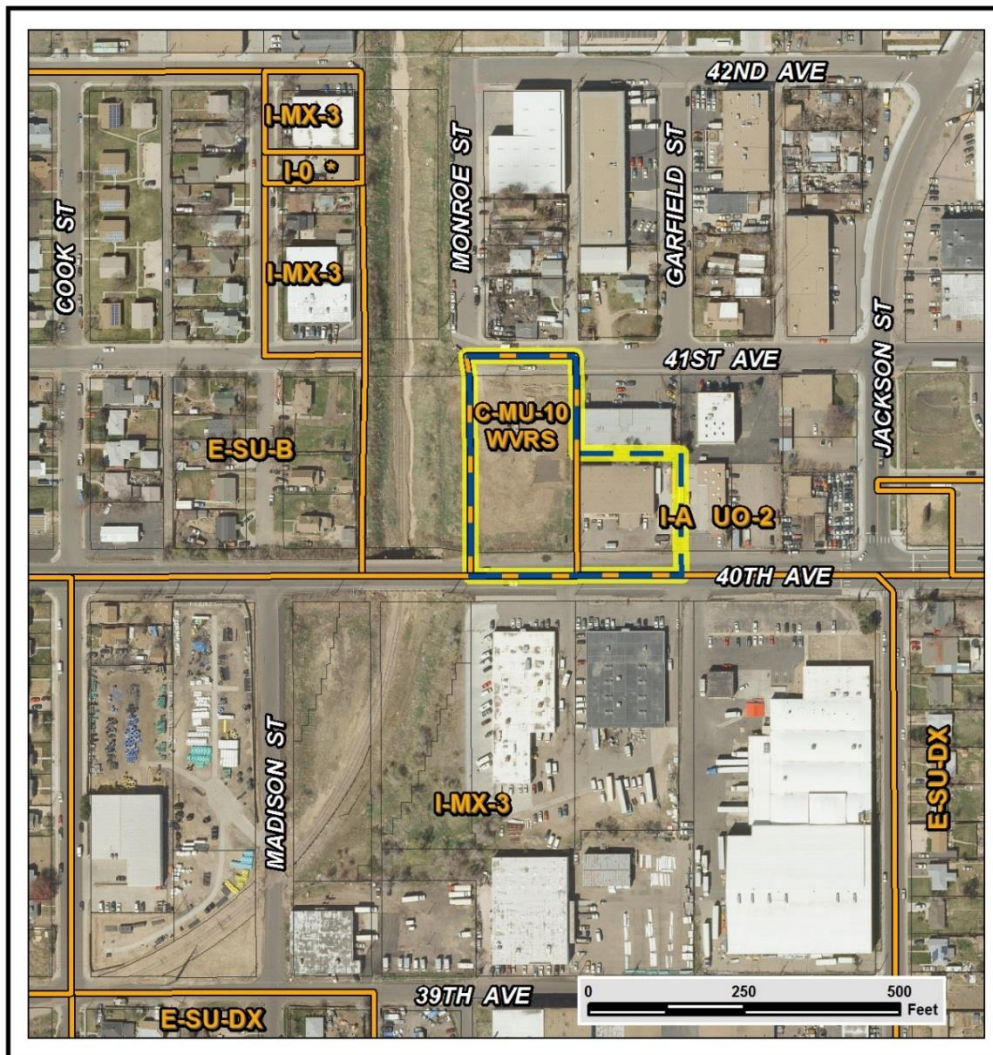 42ND AVE
I-MX-3
I-0 *
MONROE ST
GARFIELD ST
COOK ST
I-MX-3
JACKSON ST
41ST AVE
C-MU-10
WVRS
E-SU-B
I-A UO-2
40TH AVE
MADISON ST
E-SU-DX
I-MX-3
39TH AVE
E-SU-DX
0 250 500
Feet